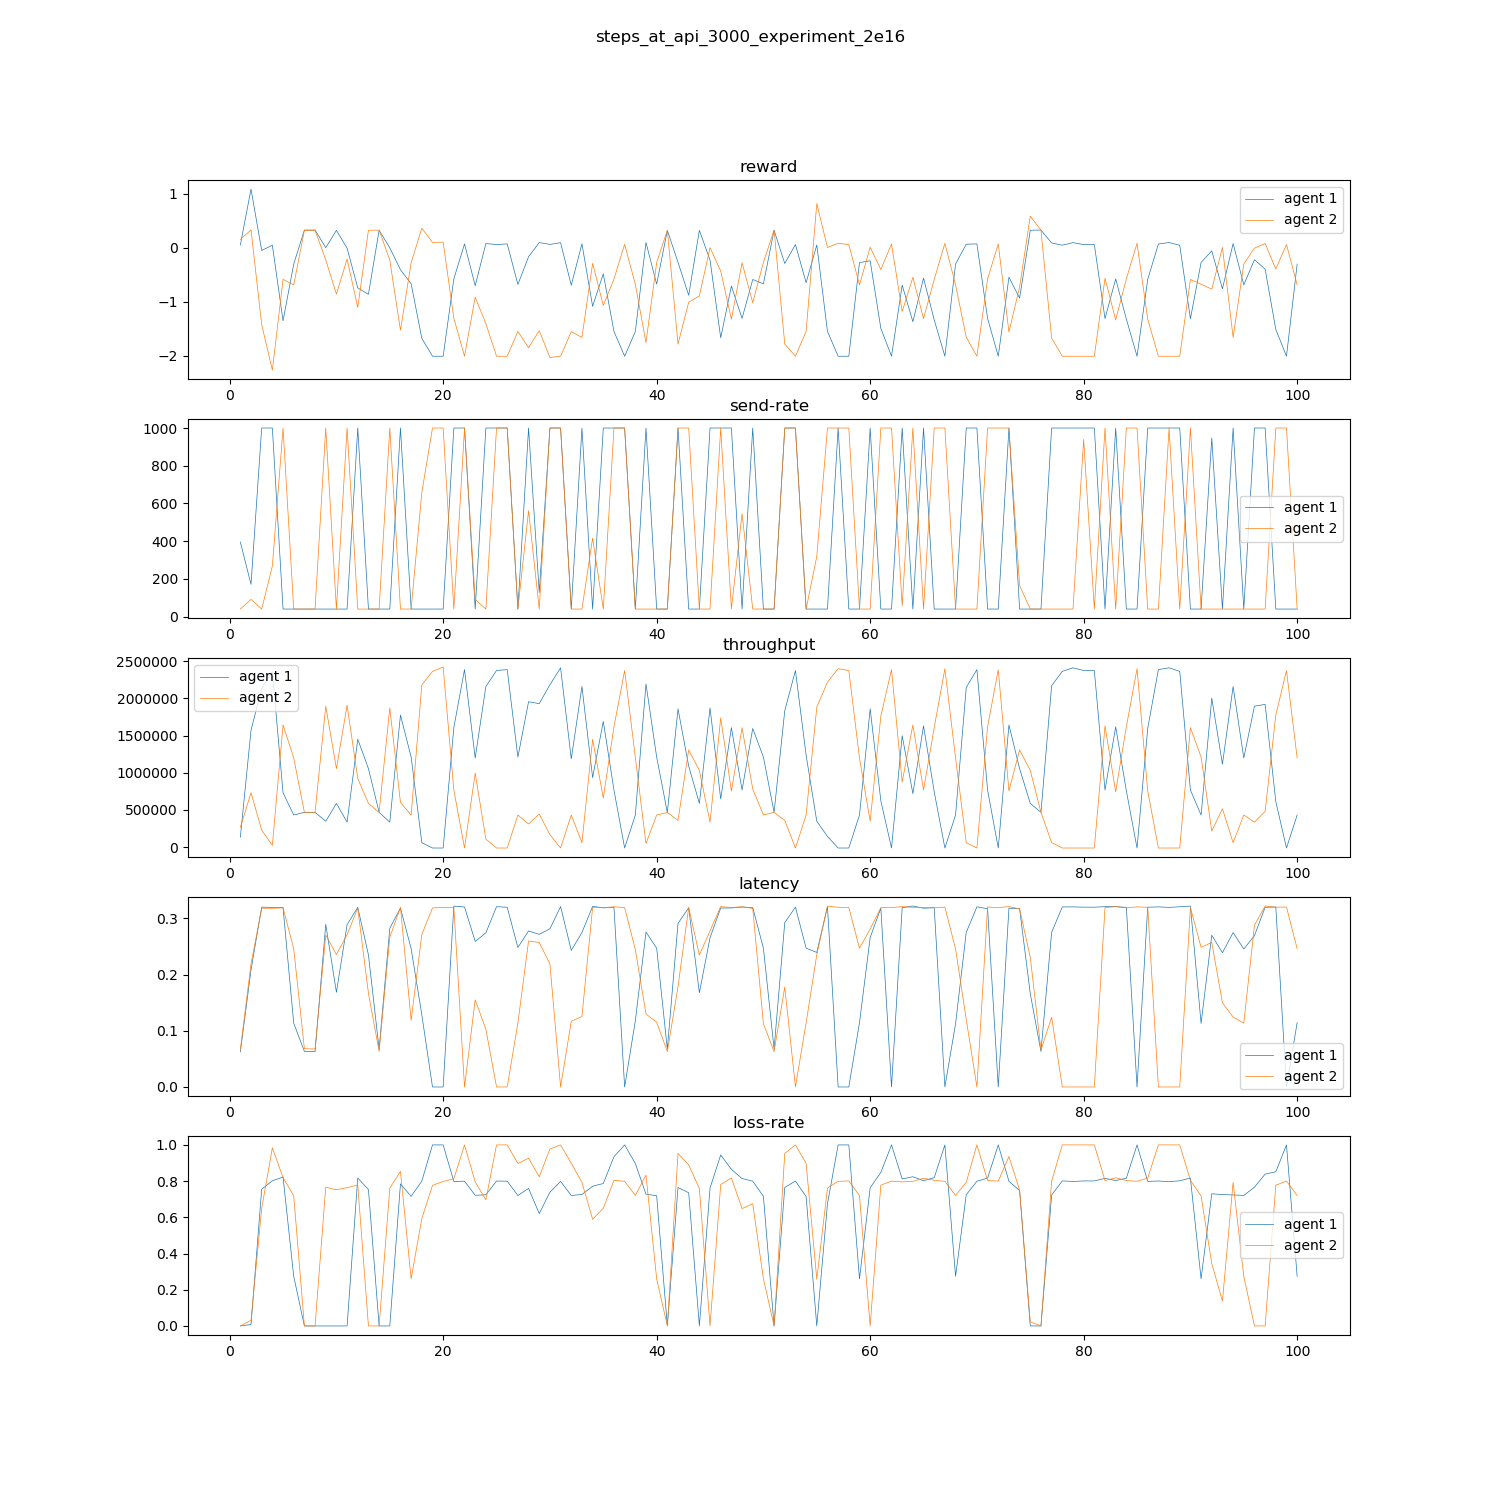 steps_at_api_3000_experiment_2e16
reward
1
0
−1
−2
agent 1
agent 2
0 20 40 60 80 100
send-rate
1000
800
600
400
200
0
agent 1
agent 2
0 20 40 60 80 100
throughput
2500000
2000000
1500000
1000000
500000
0
agent 1
agent 2
0 20 40 60 80 100
latency
0.3
0.2
0.1
0.0
agent 1
agent 2
0 20 40 60 80 100
loss-rate
1.0
0.8
0.6
0.4
0.2
0.0
agent 1
agent 2
0 20 40 60 80 100